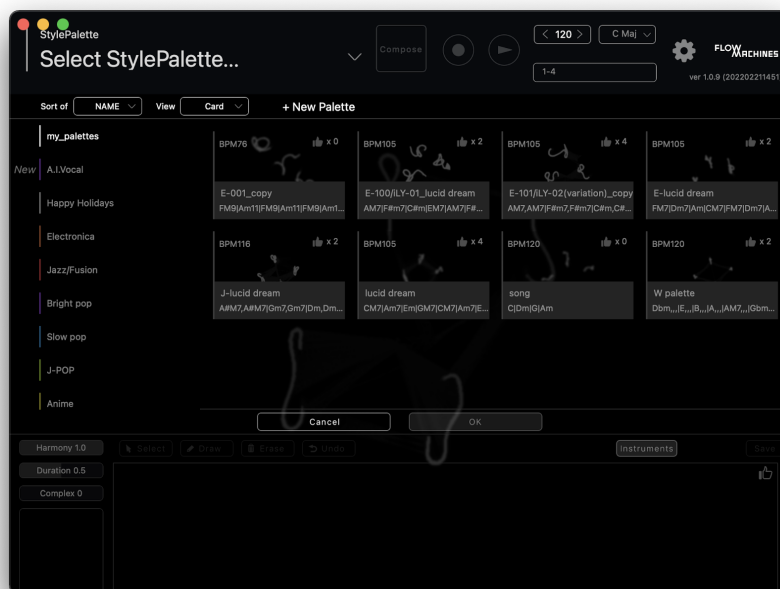 StylePalette
Select StylePalette...
Compose
< 120 >
C Maj
1-4
FLOW MACHINES
ver 1.0.9 (202202211451
Sort of NAME View Card + New Palette
my_palettes
New A.I.Vocal
Happy Holidays
Electronica
Jazz/Fusion
Bright pop
Slow pop
J-POP
Anime
BPM76 x 0
E-001_copy
FM9|Am11|FM9|Am11|FM9|Am1...
BPM105 x 2
E-100/iLY-01_lucid dream
AM7|F#m7|C#m|EM7|AM7|F#...
BPM105 x 4
E-101/iLY-02(variation)_copy
AM7,AM7|F#m7,F#m7|C#m,C#...
BPM105 x 2
E-lucid dream
FM7|Dm7|Am|CM7|FM7|Dm7|A...
BPM116 x 2
J-lucid dream
A#M7,A#M7|Gm7,Gm7|Dm,Dm...
BPM105 x 4
lucid dream
CM7|Am7|Em|GM7|CM7|Am7|E...
BPM120 x 0
song
C|Dm|G|Am
BPM120 x 2
W palette
Dbm,,,|E,,,|B,,,|A,,,|AM7,,,|Gbm...
Cancel OK
Harmony 1.0 Select Draw Erase Undo Instruments Save
Duration 0.5
Complex 0